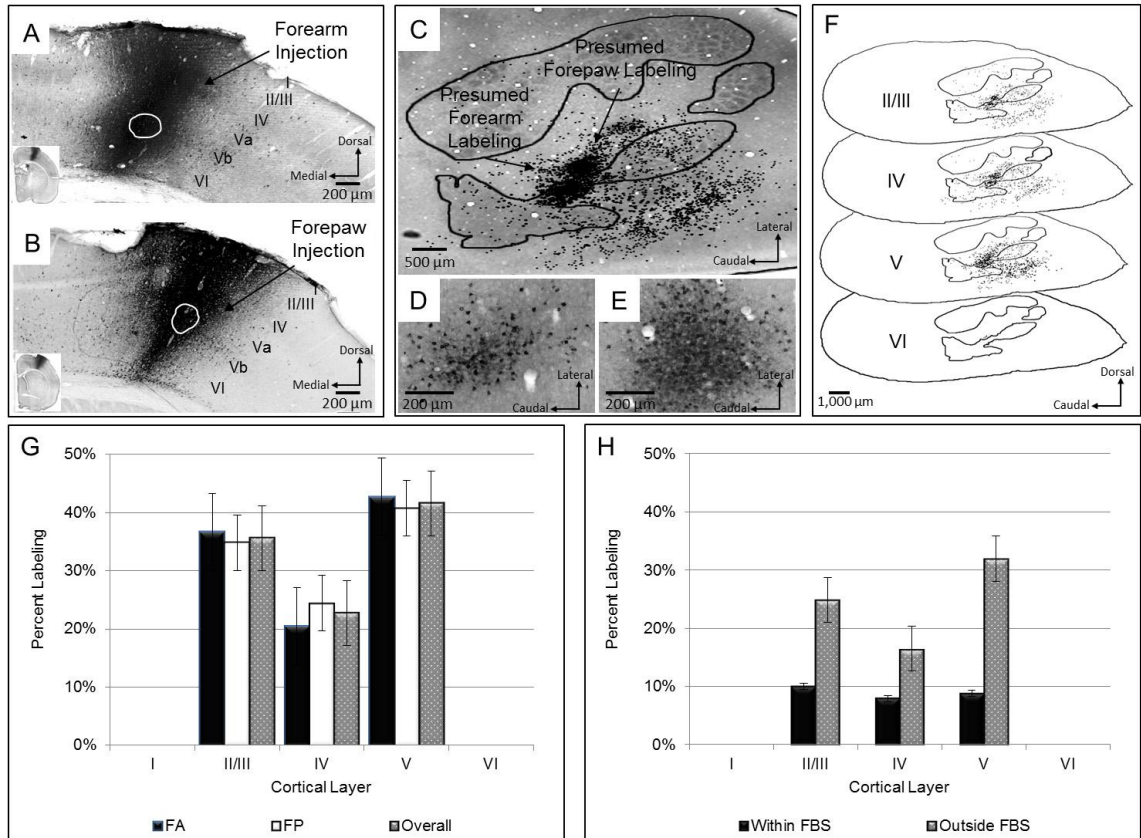 A
Forearm
Injection
I
II/III
IV
Va
Vb
VI
Dorsal
Medial
200 µm
B
Forepaw
Injection
I
II/III
IV
Va
Vb
VI
Dorsal
Medial
200 µm
C
Presumed
Forepaw Labeling
Presumed
Forearm
Labeling
500 µm
Lateral
Caudal
D
200 µm
Lateral
Caudal
E
200 µm
Lateral
Caudal
F
II/III
IV
V
VI
1,000 µm
Dorsal
Caudal
G
Percent Labeling
50%
40%
30%
20%
10%
0%
I II/III IV V VI
Cortical Layer
FA FP Overall
H
Percent Labeling
50%
40%
30%
20%
10%
0%
I II/III IV V VI
Cortical Layer
Within FBS Outside FBS